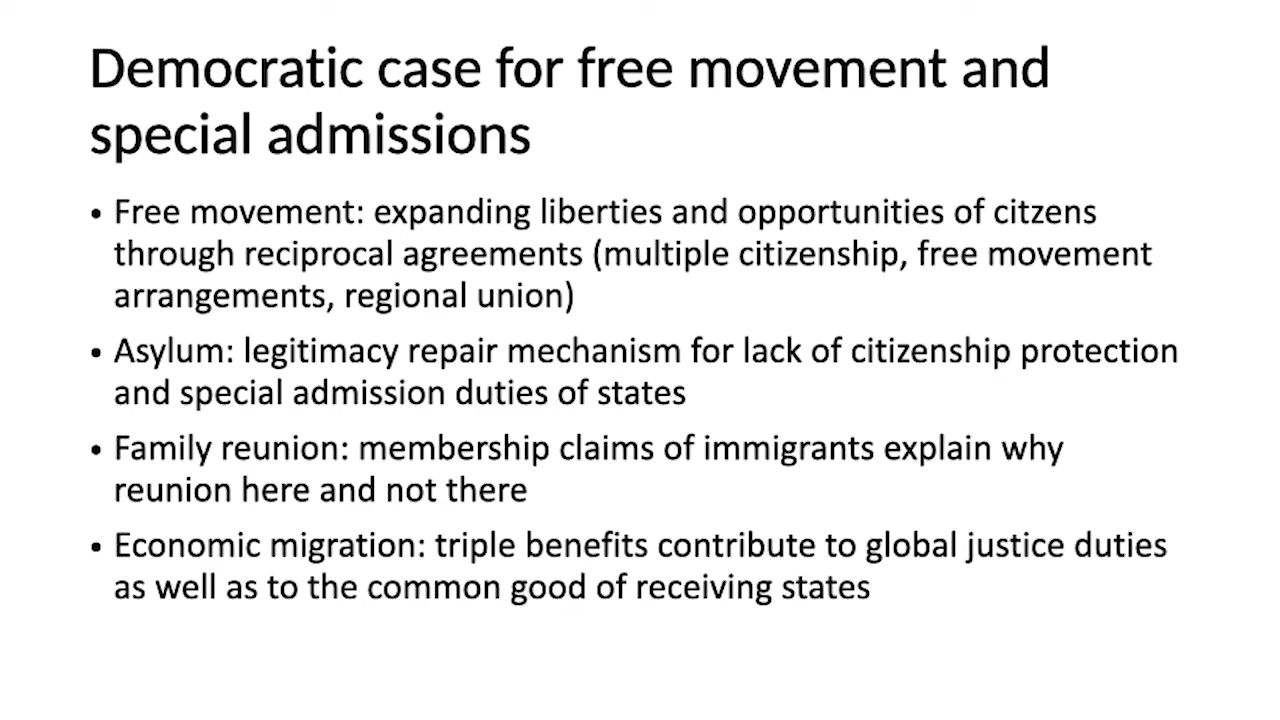 Democratic case for free movement and
special admissions
• Free movement: expanding liberties and opportunities of citzens
through reciprocal agreements (multiple citizenship, free movement
arrangements, regional union)
• Asylum: legitimacy repair mechanism for lack of citizenship protection
and special admission duties of states
• Family reunion: membership claims of immigrants explain why
reunion here and not there
• Economic migration: triple benefits contribute to global justice duties
as well as to the common good of receiving states